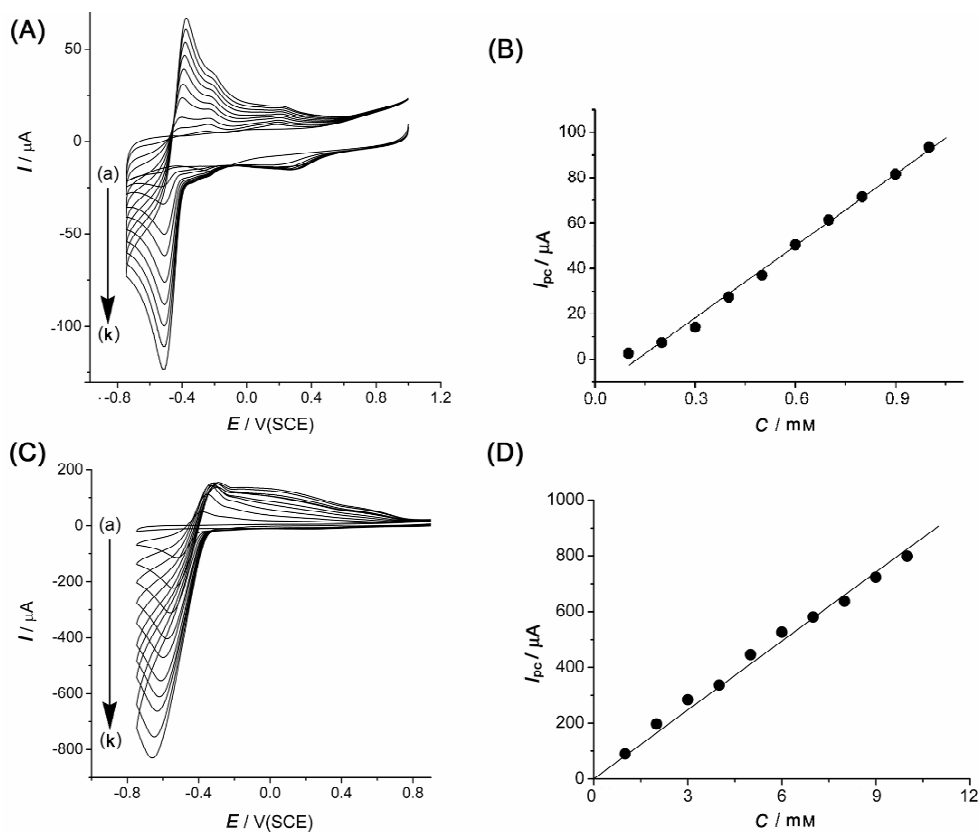 (A)
50
0
-50
-100
I / μA
(a)
(k)
-0.8 -0.4 0.0 0.4 0.8 1.2
E / V(SCE)
(B)
100
80
60
40
20
0
Ipc / μA
0.0 0.3 0.6 0.9
C / mM
(C)
200
0
-200
-400
-600
-800
I / μA
(a)
(k)
-0.8 -0.4 0.0 0.4 0.8
E / V(SCE)
(D)
1000
800
600
400
200
0
Ipc / μA
0 3 6 9 12
C / mM